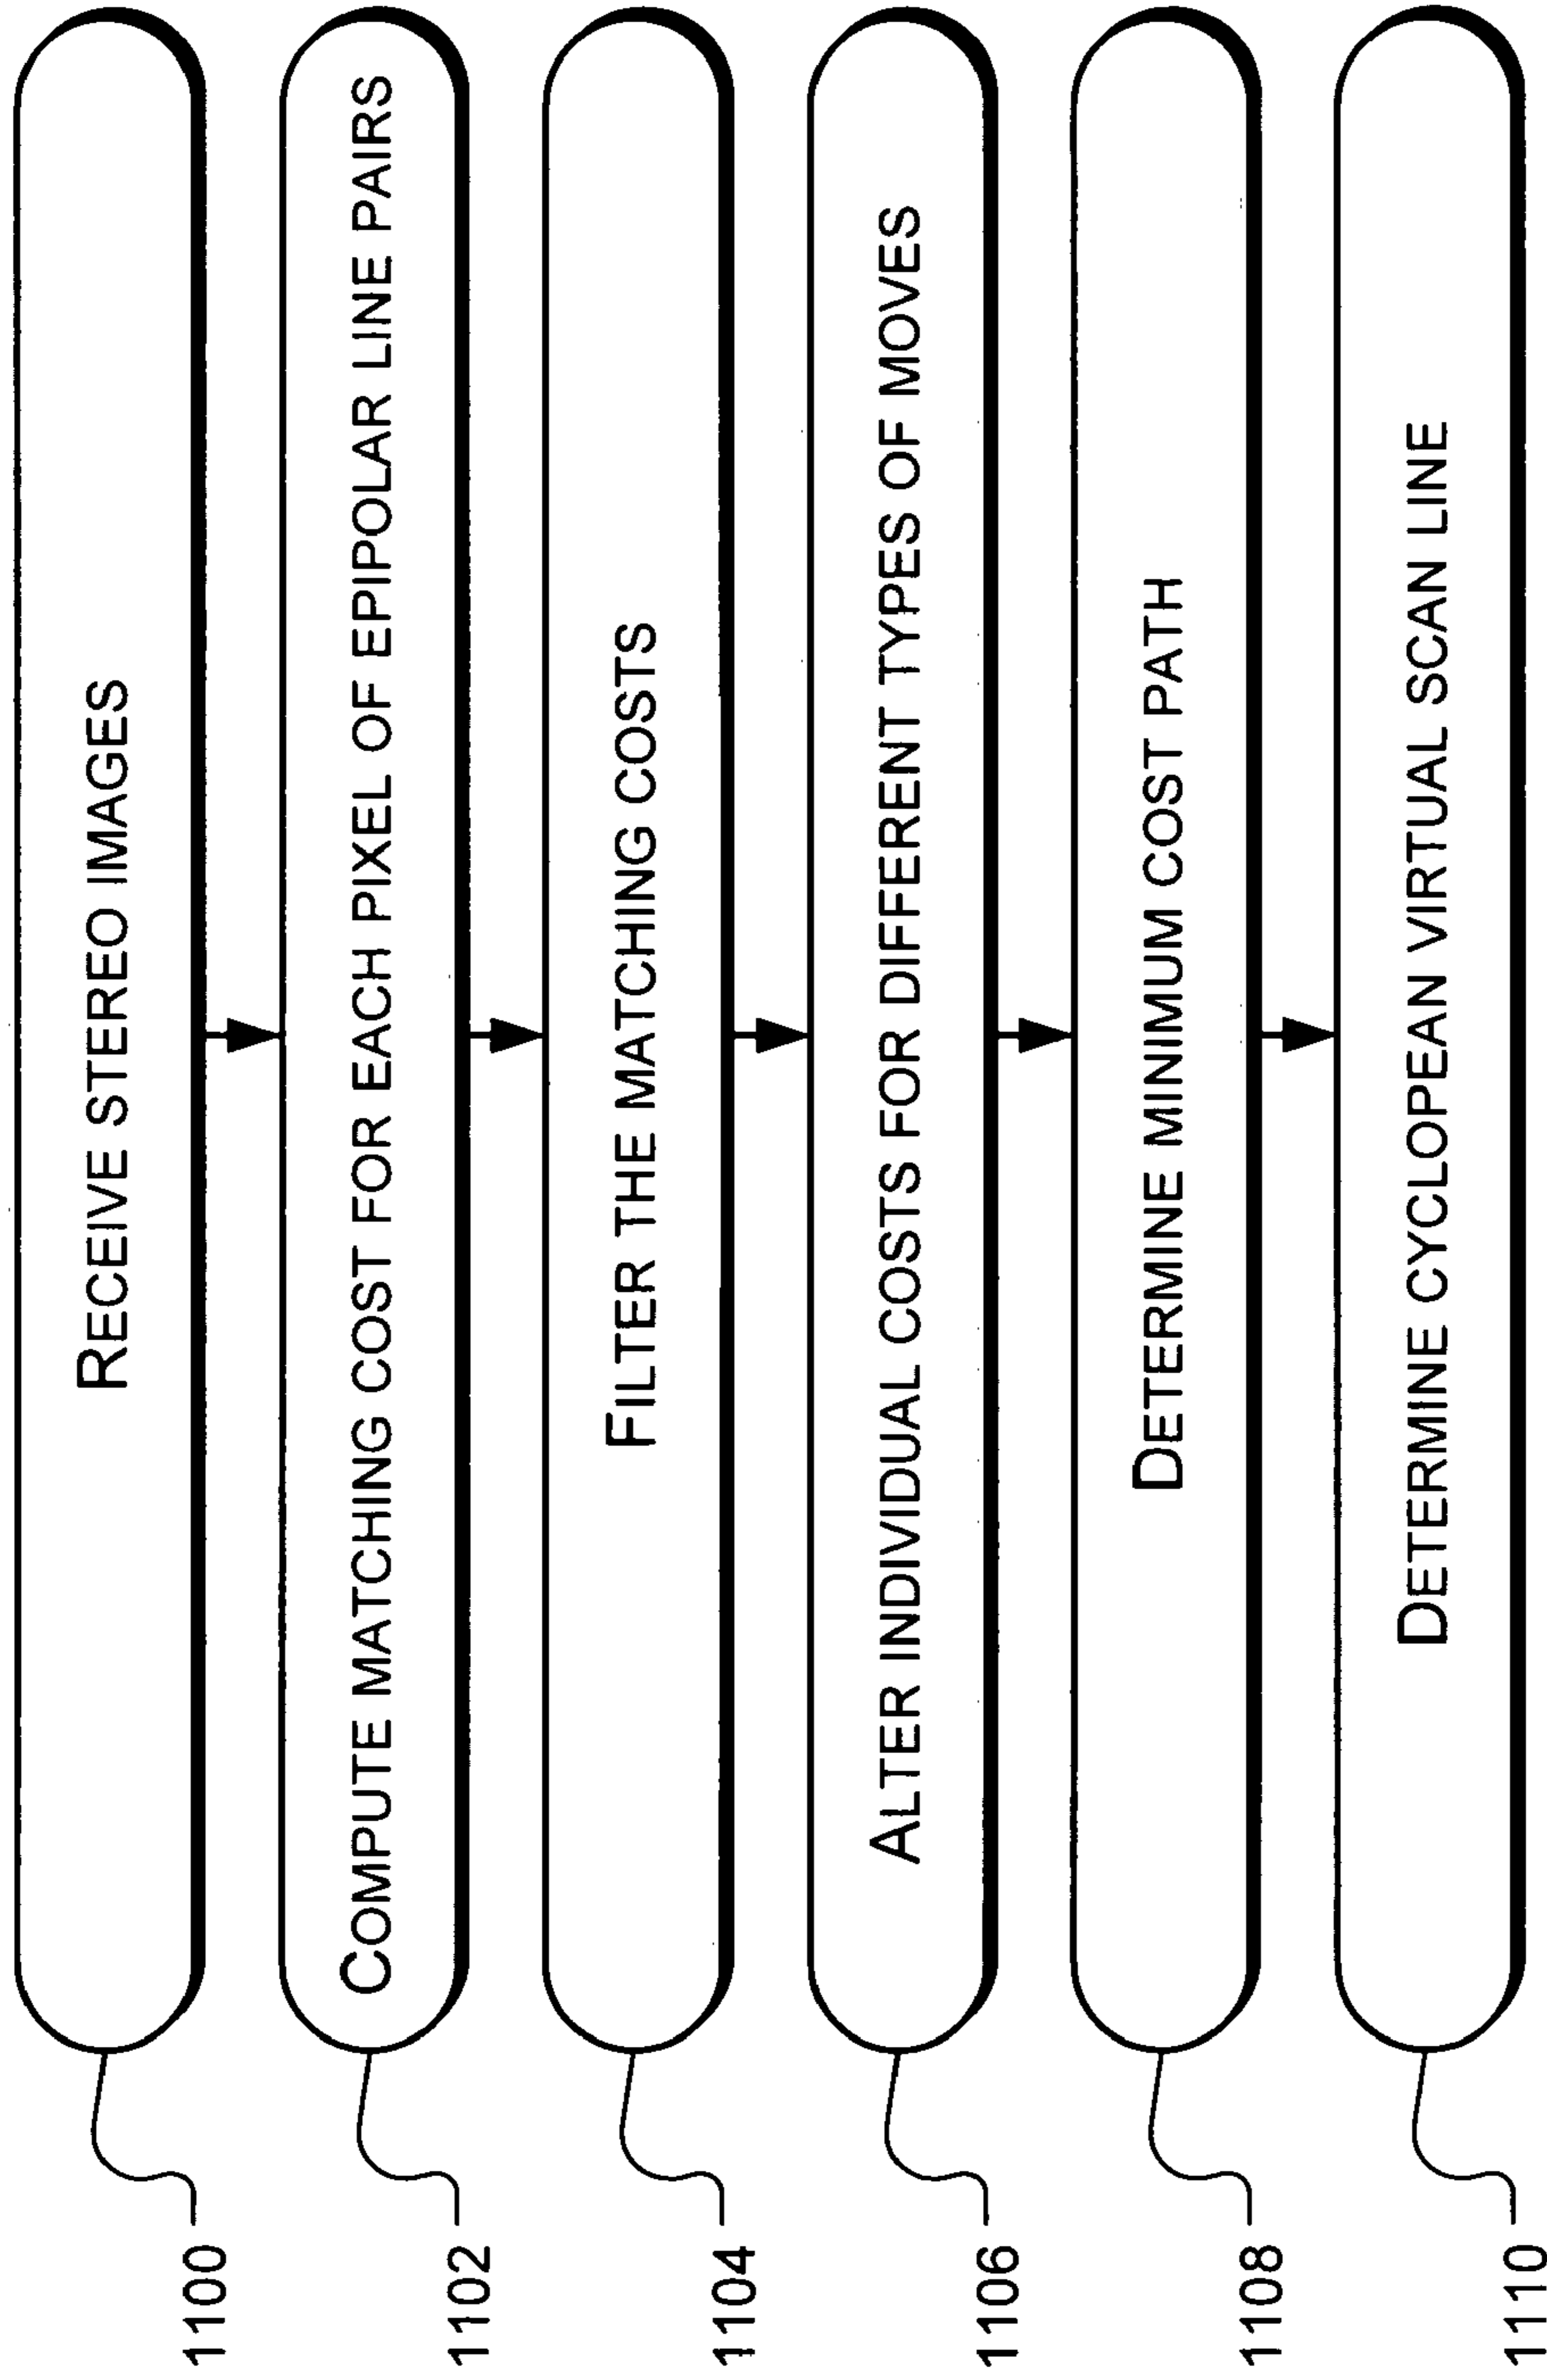 RECEIVE STEREO IMAGES
1100
COMPUTE MATCHING COST FOR EACH PIXEL OF EPIPOLAR LINE PAIRS
1102
FILTER THE MATCHING COSTS
1104
ALTER INDIVIDUAL COSTS FOR DIFFERENT TYPES OF MOVES
1106
DETERMINE MINIMUM COST PATH
1108
DETERMINE CYCLOPEAN VIRTUAL SCAN LINE
1110